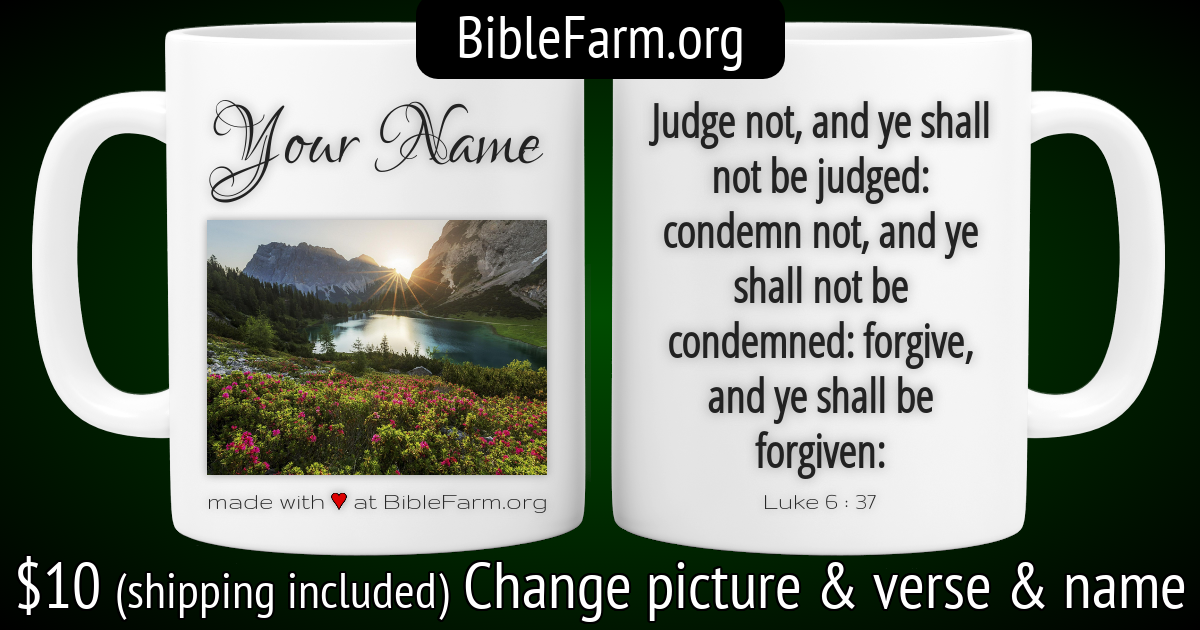 BibleFarm.org
Your Name
made with ❤ at BibleFarm.org
Judge not, and ye shall
not be judged:
condemn not, and ye
shall not be
condemned: forgive,
and ye shall be
forgiven:
Luke 6 : 37
$10 (shipping included) Change picture & verse & name